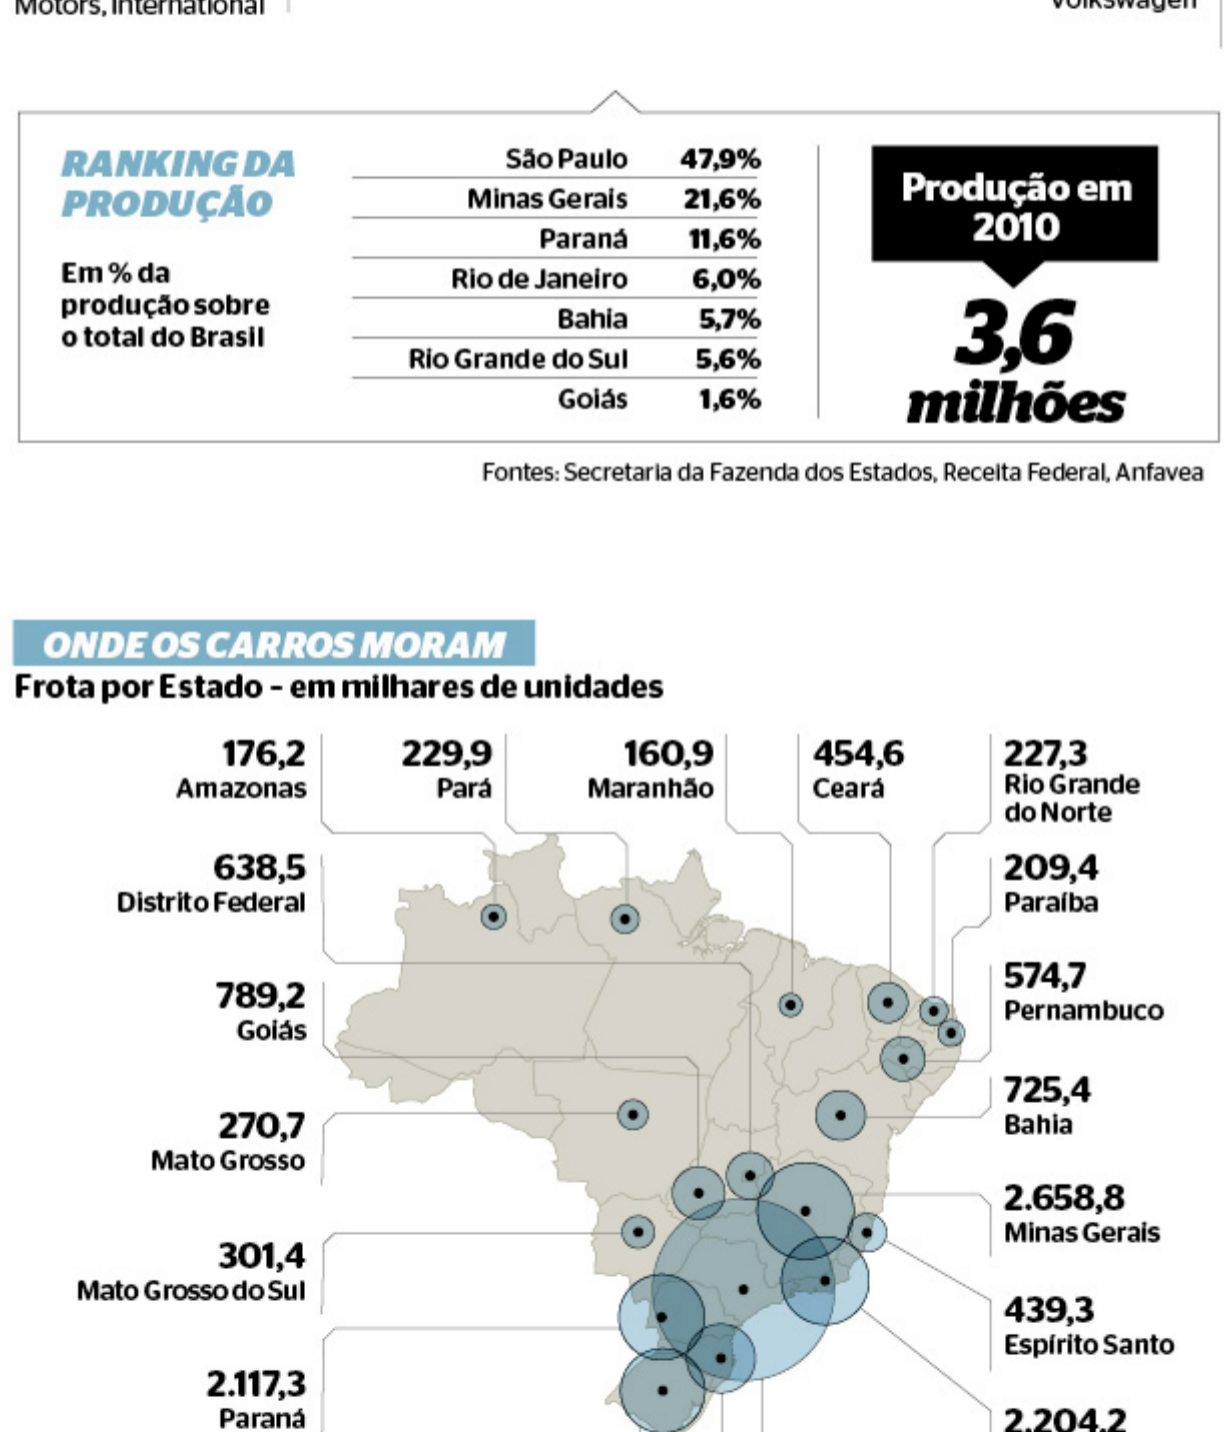 Motors, International
Volkswagen
RANKING DA
PRODUÇÃO
Em % da
produção sobre
o total do Brasil
São Paulo 47,9%
Minas Gerais 21,6%
Paraná 11,6%
Rio de Janeiro 6,0%
Bahia 5,7%
Rio Grande do Sul 5,6%
Goiás 1,6%
Produção em
2010
3,6
milhões
Fontes: Secretaria da Fazenda dos Estados, Receita Federal, Anfavea
ONDE OS CARROS MORAM
Frota por Estado - em milhares de unidades
176,2
Amazonas
229,9
Pará
160,9
Maranhão
454,6
Ceará
227,3
Rio Grande
do Norte
638,5
Distrito Federal
209,4
Paraíba
789,2
Goiás
574,7
Pernambuco
270,7
Mato Grosso
725,4
Bahia
301,4
Mato Grosso do Sul
2.658,8
Minas Gerais
2.117,3
Paraná
439,3
Espírito Santo
2.204,2